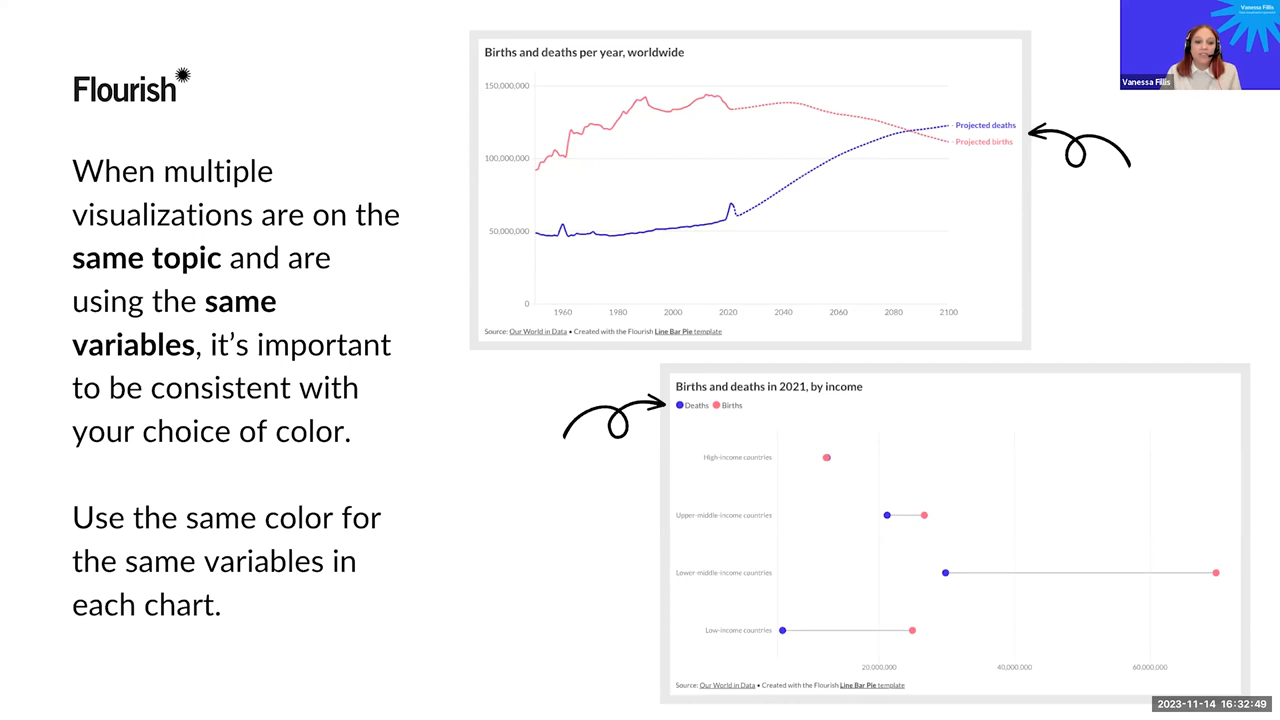 Flourish
When multiple
visualizations are on the
same topic and are
using the same
variables, it’s important
to be consistent with
your choice of color.
Use the same color for
the same variables in
each chart.
Births and deaths per year, worldwide
150,000,000
100,000,000
50,000,000
0
1960 1980 2000 2020 2040 2060 2080 2100
Projected deaths
Projected births
Source: Our World in Data • Created with the Flourish Line Bar Pie template
Births and deaths in 2021, by income
Deaths Births
High-income countries
Upper-middle-income countries
Lower-middle-income countries
Low-income countries
20,000,000 40,000,000 60,000,000
Source: Our World in Data • Created with the Flourish Line Bar Pie template
Vanessa Fillis
Vanessa Fillis
2023-11-14 16:32:49